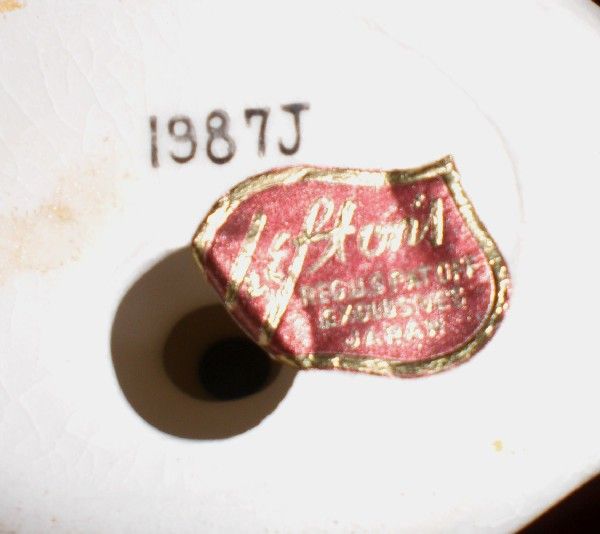 1987J
Lefton's
REG. U.S. PAT. OFF.
EXCLUSIVES
JAPAN